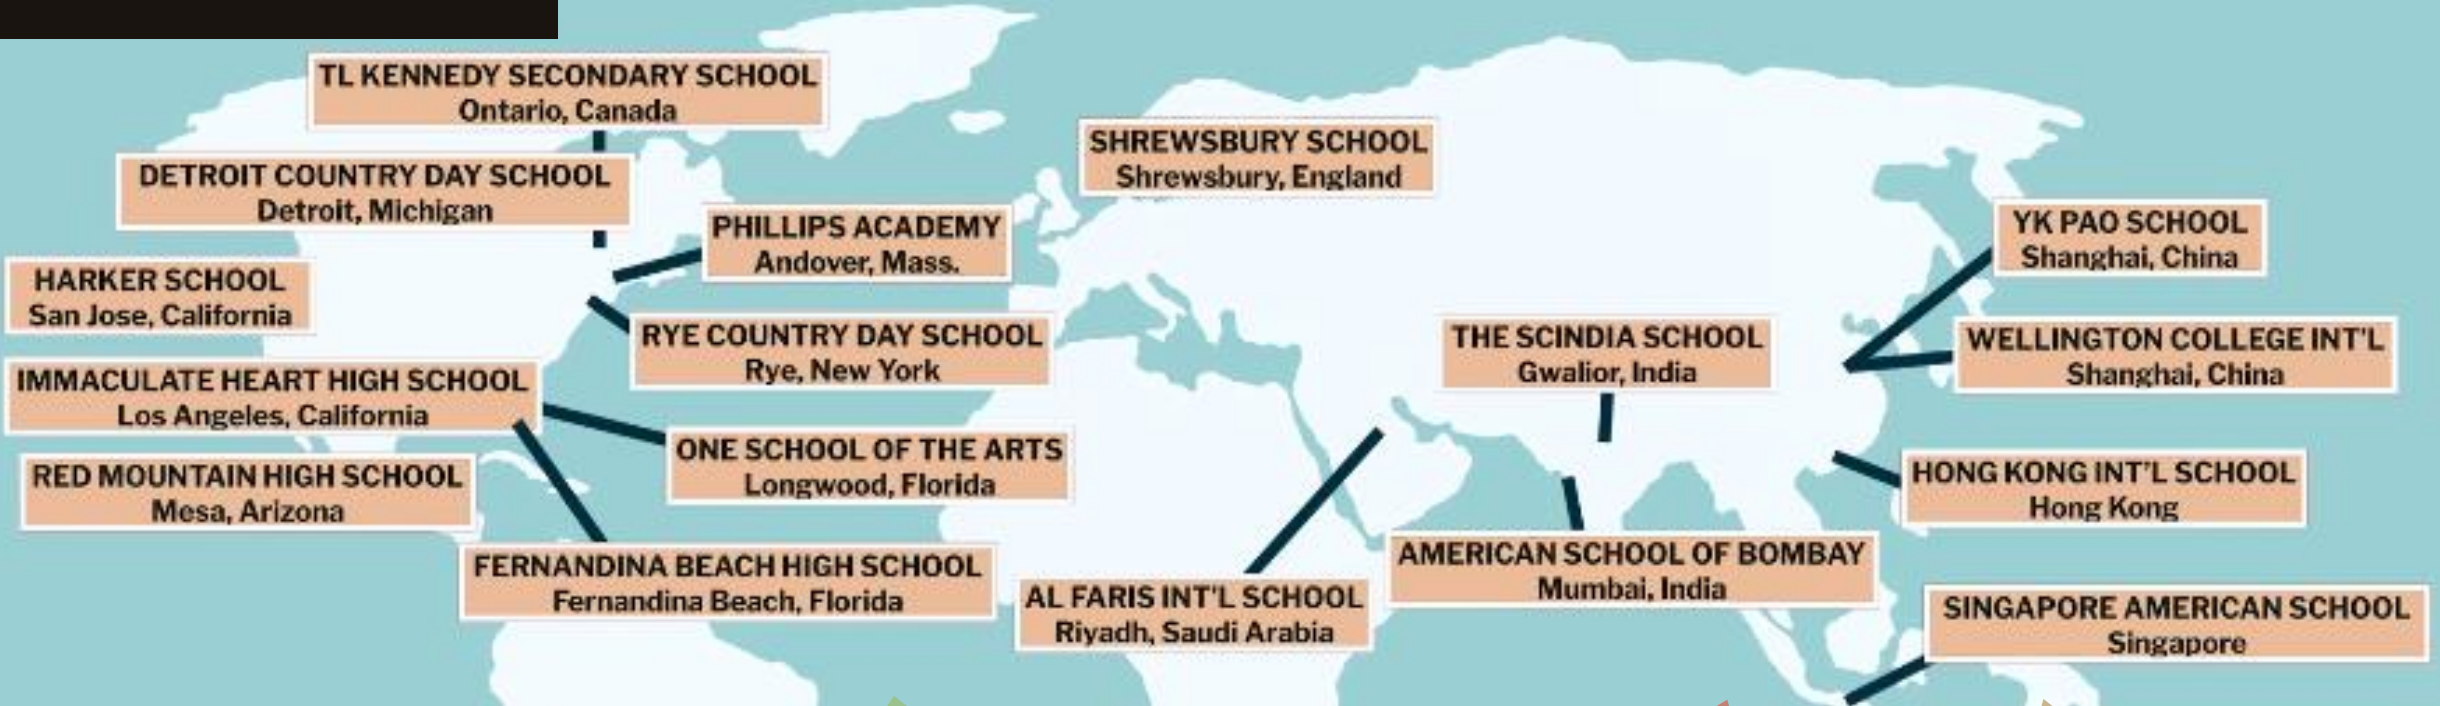 TL KENNEDY SECONDARY SCHOOL
Ontario, Canada
DETROIT COUNTRY DAY SCHOOL
Detroit, Michigan
HARKER SCHOOL
San Jose, California
IMMACULATE HEART HIGH SCHOOL
Los Angeles, California
RED MOUNTAIN HIGH SCHOOL
Mesa, Arizona
PHILLIPS ACADEMY
Andover, Mass.
RYE COUNTRY DAY SCHOOL
Rye, New York
ONE SCHOOL OF THE ARTS
Longwood, Florida
FERNANDINA BEACH HIGH SCHOOL
Fernandina Beach, Florida
SHREWSBURY SCHOOL
Shrewsbury, England
AL FARIS INT'L SCHOOL
Riyadh, Saudi Arabia
THE SCINDIA SCHOOL
Gwalior, India
AMERICAN SCHOOL OF BOMBAY
Mumbai, India
YK PAO SCHOOL
Shanghai, China
WELLINGTON COLLEGE INT'L
Shanghai, China
HONG KONG INT'L SCHOOL
Hong Kong
SINGAPORE AMERICAN SCHOOL
Singapore